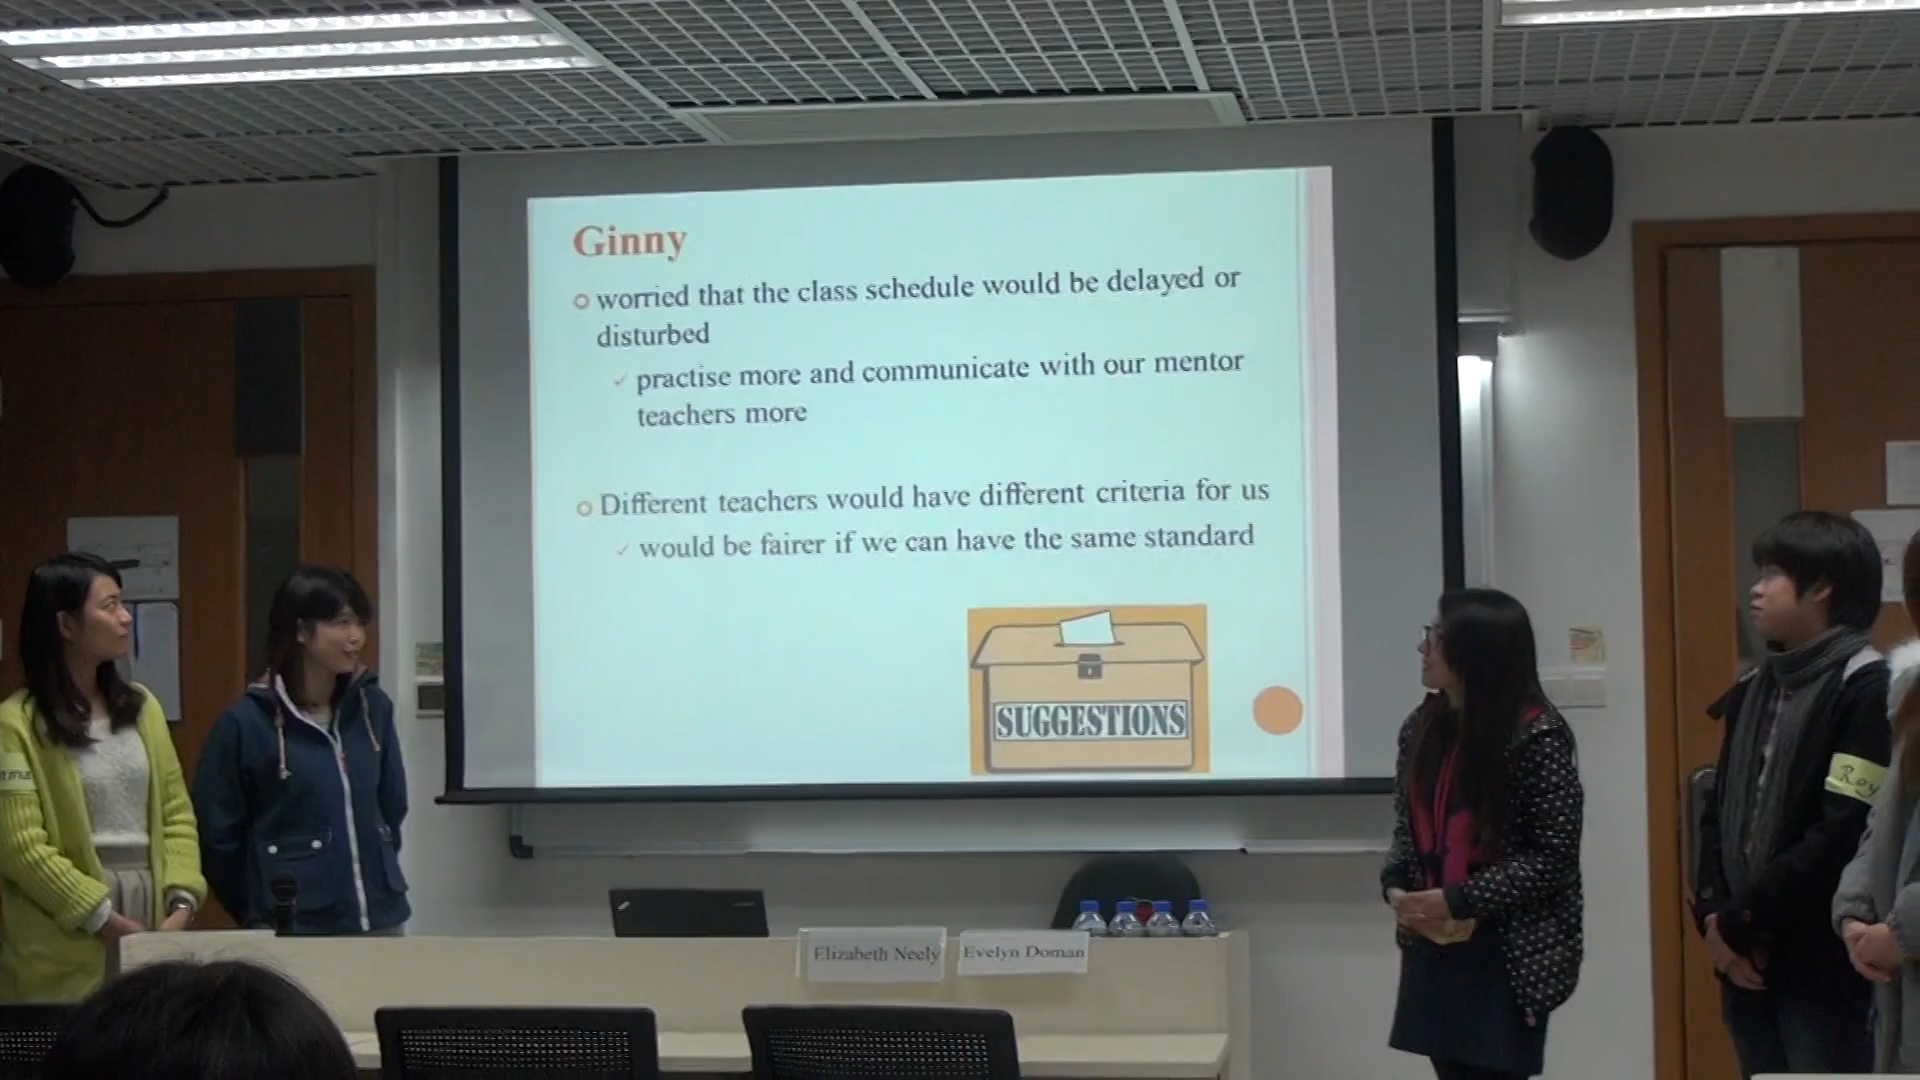 Ginny
worried that the class schedule would be delayed or
disturbed
practise more and communicate with our mentor
teachers more
Different teachers would have different criteria for us
would be fairer if we can have the same standard
SUGGESTIONS
Roy
Elizabeth Neely
Evelyn Doman